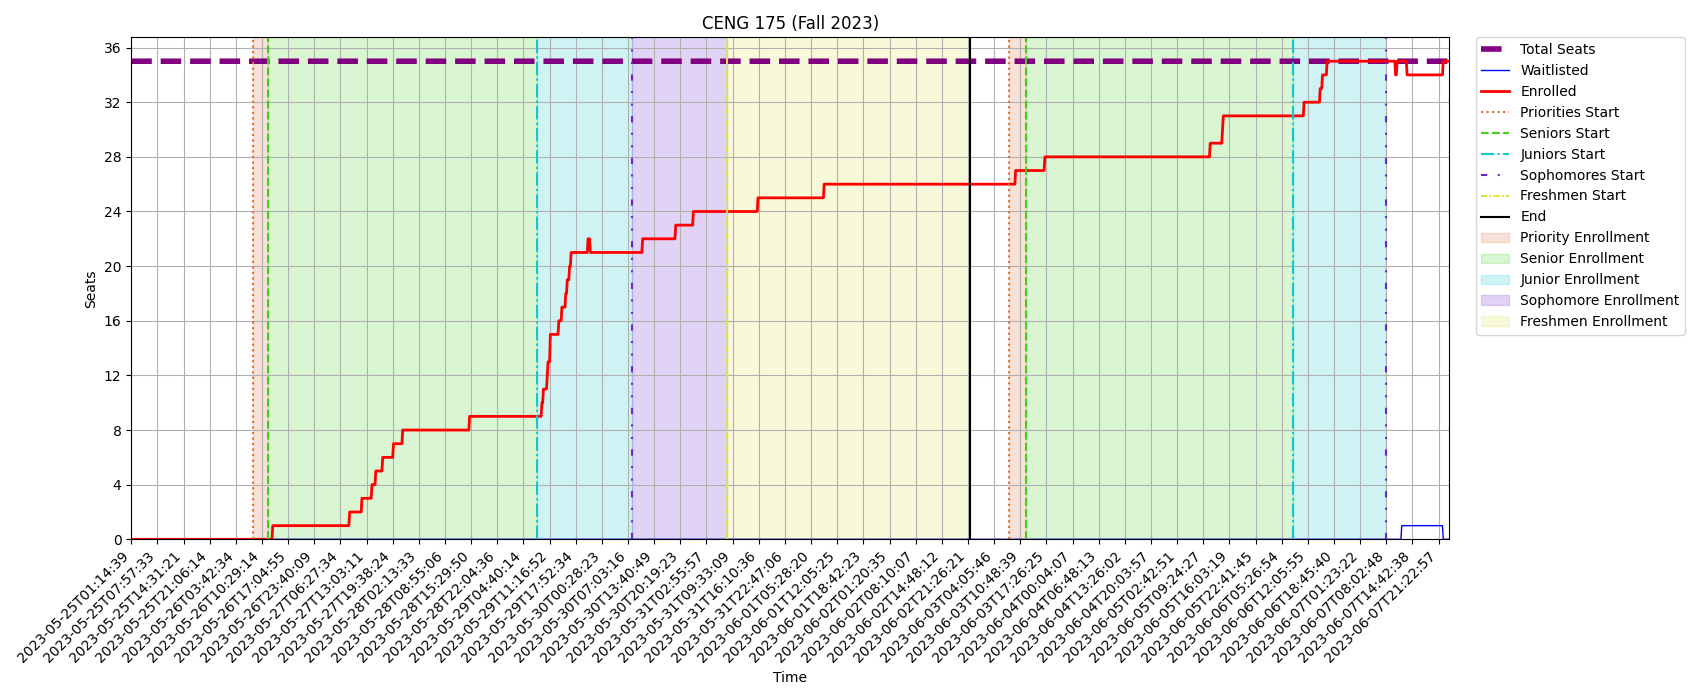 CENG 175 (Fall 2023)
36
32
28
24
20
16
12
8
4
0
Seats
2023-05-25T01:14:39
2023-05-25T07:57:33
2023-05-25T14:31:21
2023-05-25T21:06:14
2023-05-26T03:42:34
2023-05-26T10:29:14
2023-05-26T17:04:55
2023-05-26T23:40:09
2023-05-27T06:27:34
2023-05-27T13:03:11
2023-05-27T19:38:24
2023-05-28T02:13:33
2023-05-28T08:55:06
2023-05-28T15:29:50
2023-05-28T22:04:36
2023-05-29T04:40:14
2023-05-29T11:16:52
2023-05-29T17:52:34
2023-05-30T00:28:23
2023-05-30T07:03:16
2023-05-30T13:40:49
2023-05-30T20:19:23
2023-05-31T02:55:57
2023-05-31T09:33:09
2023-05-31T16:10:36
2023-05-31T22:47:06
2023-06-01T05:28:20
2023-06-01T12:05:25
2023-06-01T18:42:23
2023-06-02T01:20:35
2023-06-02T08:10:07
2023-06-02T14:48:12
2023-06-02T21:26:21
2023-06-03T04:05:46
2023-06-03T10:48:39
2023-06-03T17:26:25
2023-06-04T00:04:07
2023-06-04T06:48:13
2023-06-04T13:26:02
2023-06-04T20:03:57
2023-06-05T02:42:51
2023-06-05T09:24:27
2023-06-05T16:03:19
2023-06-05T22:41:45
2023-06-06T05:26:54
2023-06-06T12:05:55
2023-06-06T18:45:40
2023-06-07T01:23:22
2023-06-07T08:02:48
2023-06-07T14:42:38
2023-06-07T21:22:57
Time
Total Seats
Waitlisted
Enrolled
Priorities Start
Seniors Start
Juniors Start
Sophomores Start
Freshmen Start
End
Priority Enrollment
Senior Enrollment
Junior Enrollment
Sophomore Enrollment
Freshmen Enrollment